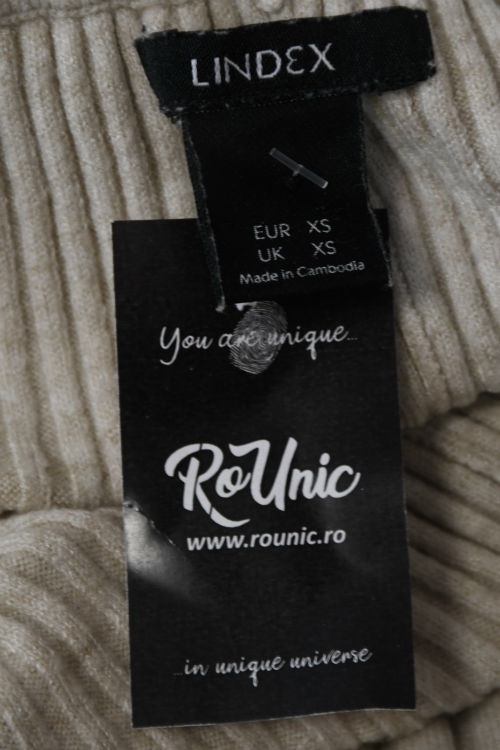 LINDEX
EUR XS
UK XS
Made in Cambodia
You are unique...
RoUnic
www.rounic.ro
...in unique universe